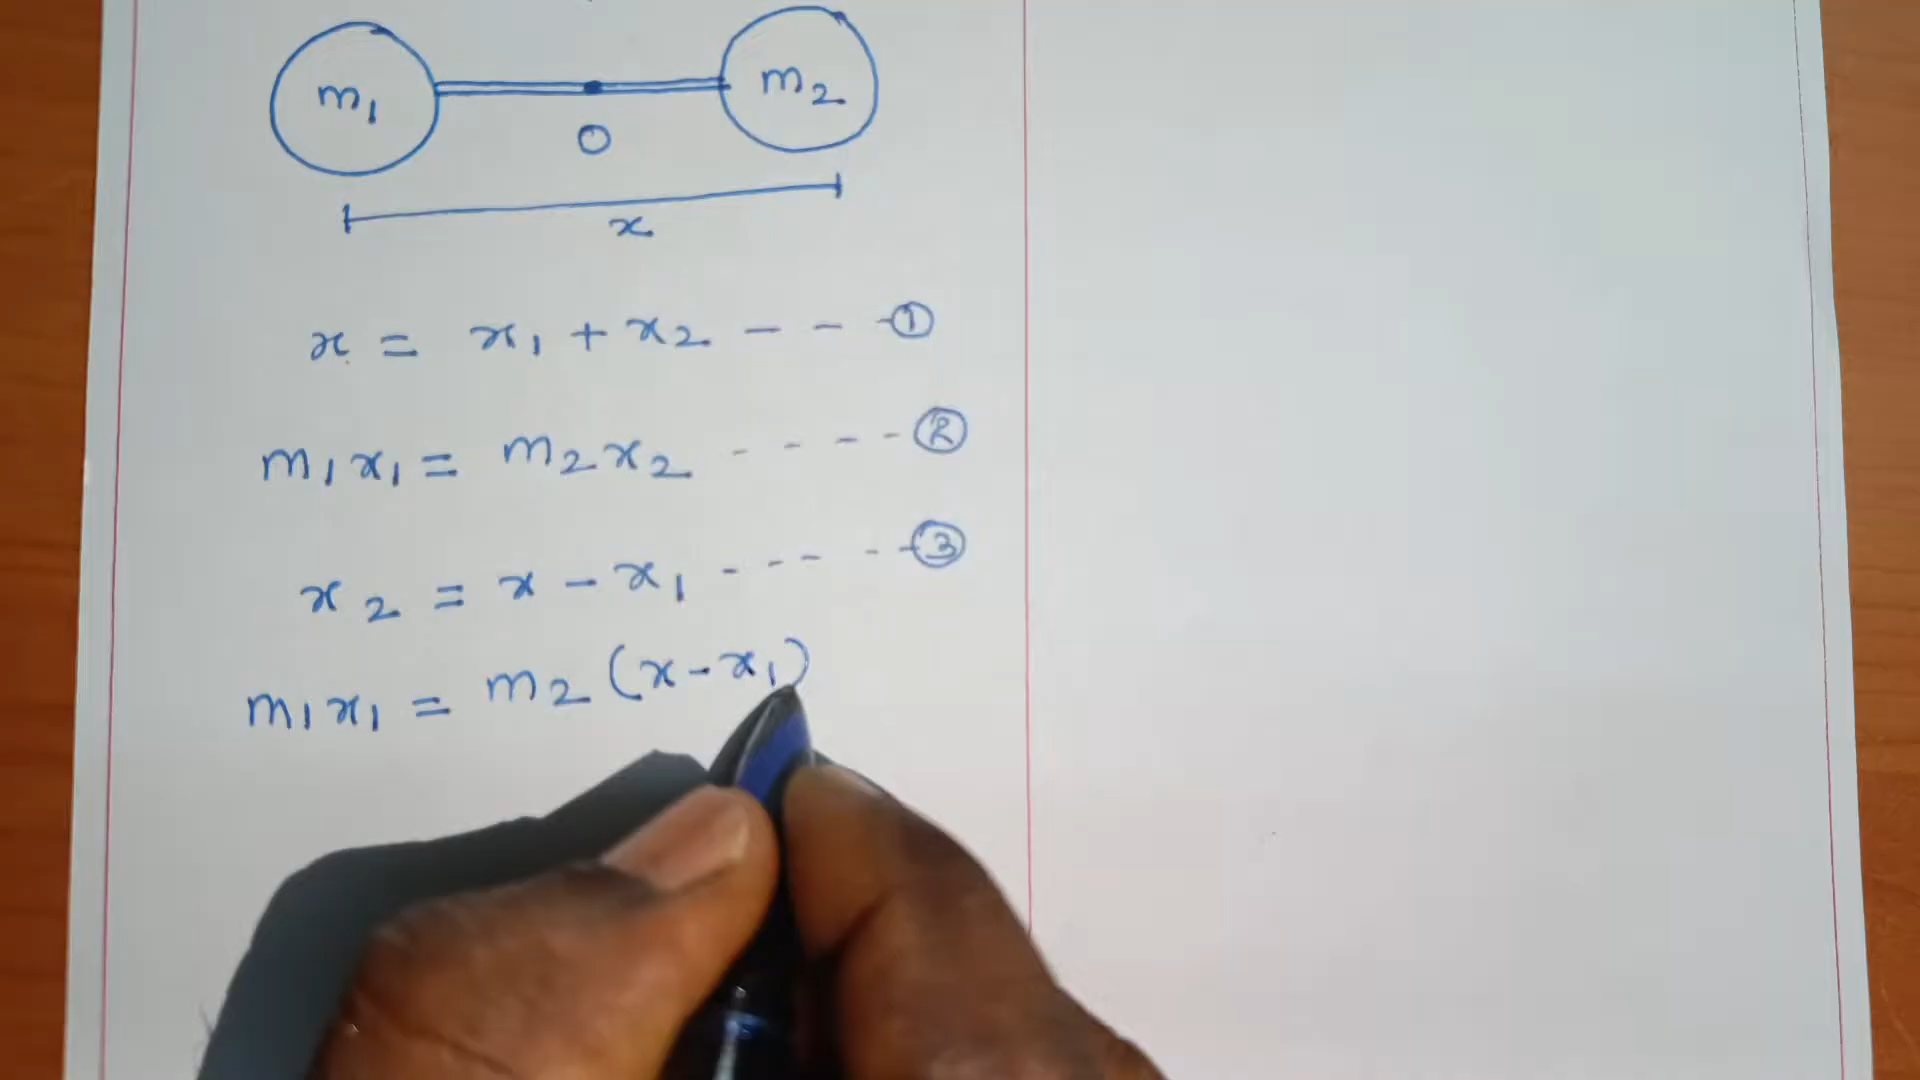 m₁ m₂
O
x
x = x₁ + x₂ - - - ①
m₁x₁ = m₂x₂ - - - - ②
x₂ = x - x₁ - - - - - ③
m₁x₁ = m₂ (x-x₁)